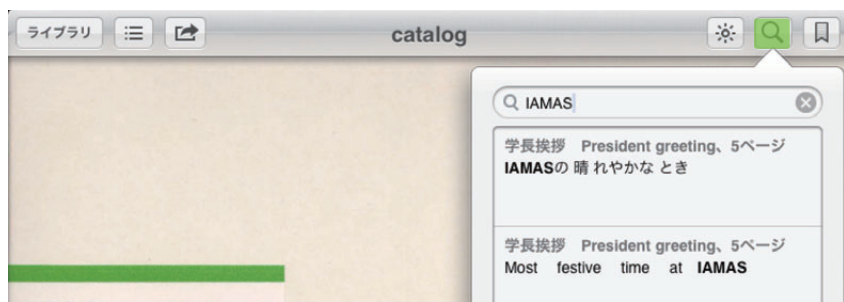 ライブラリ
catalog
IAMAS
学長挨拶 President greeting、5ページ
IAMASの 晴 れやかな とき
学長挨拶 President greeting、5ページ
Most festive time at IAMAS